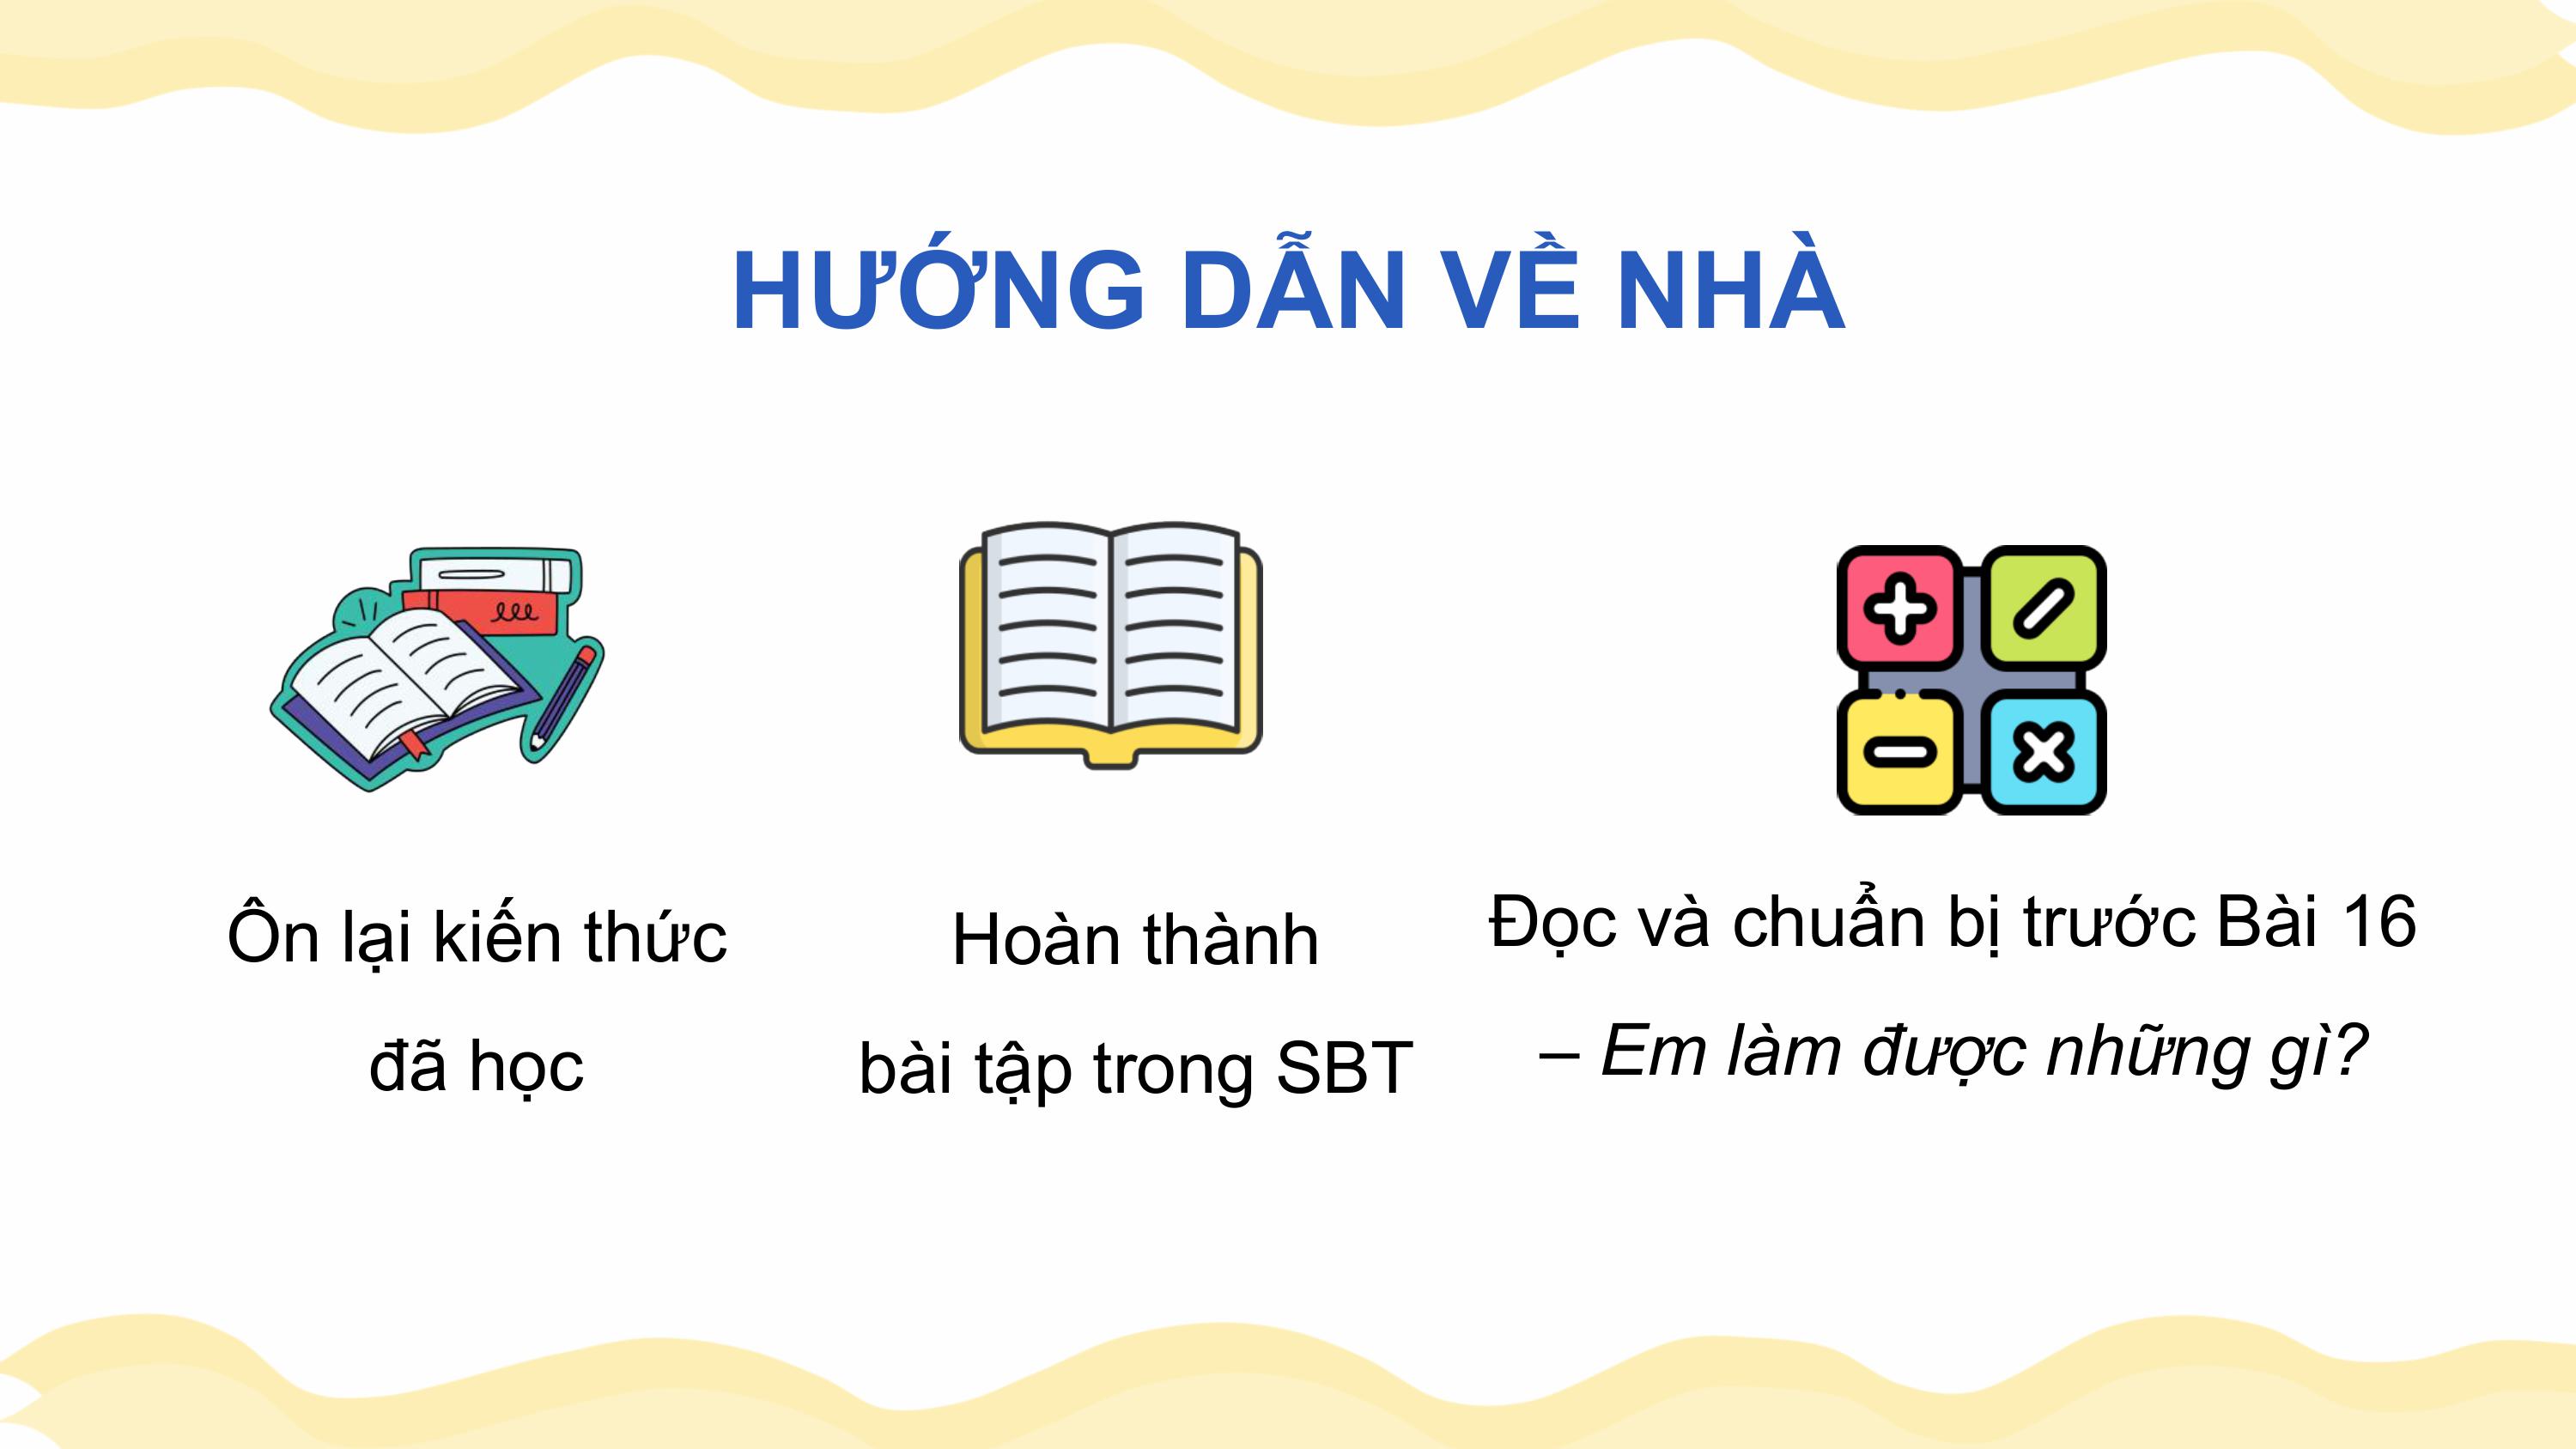 HƯỚNG DẪN VỀ NHÀ
Ôn lại kiến thức
đã học
Hoàn thành
bài tập trong SBT
Đọc và chuẩn bị trước Bài 16
– Em làm được những gì?